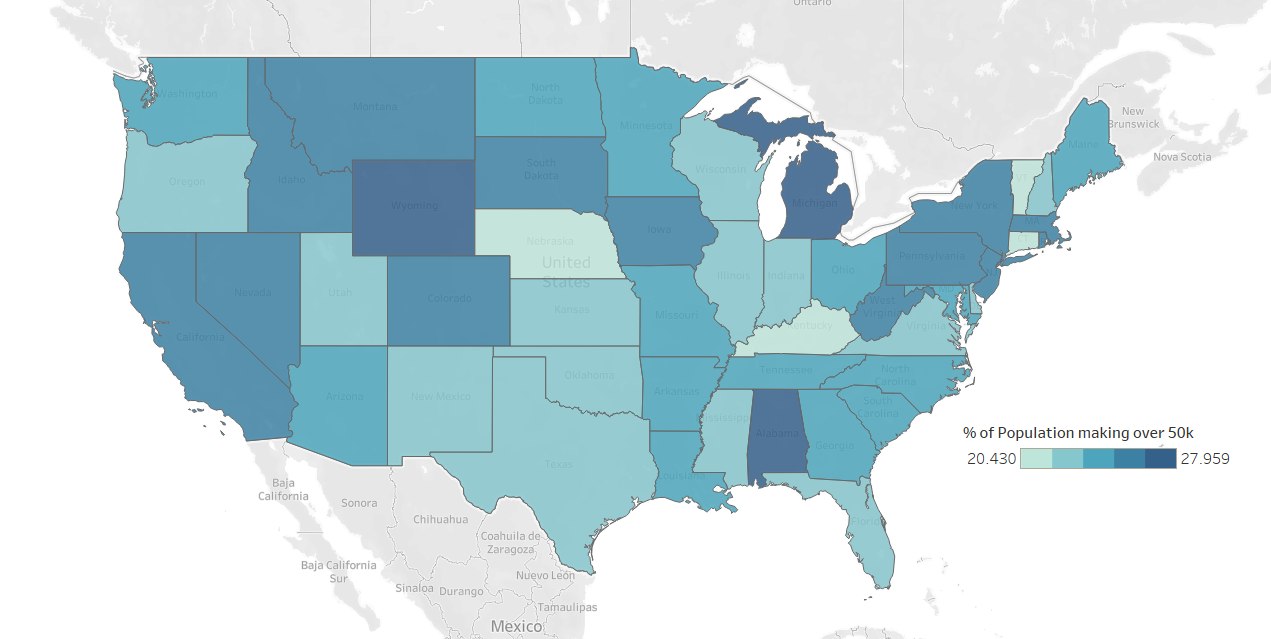 Ontario
Washington
Montana
North
Dakota
Minnesota
Maine
New
Brunswick
Nova Scotia
Oregon
Idaho
South
Dakota
Wyoming
Wisconsin
Michigan
New York
Iowa
Nebraska
United
States
Pennsylvania
Nevada
Utah
Colorado
Kansas
Illinois
Indiana
Ohio
West
Virginia
Virginia
Kentucky
California
Missouri
Arizona
New Mexico
Oklahoma
Arkansas
Tennessee
North
Carolina
South
Carolina
Mississippi
Alabama
Georgia
Texas
Louisiana
Florida
% of Population making over 50k
20.430
27.959
Baja
California
Sonora
Chihuahua
Coahuila de
Zaragoza
Baja California
Sur
Sinaloa
Durango
Nuevo León
Tamaulipas
Mexico